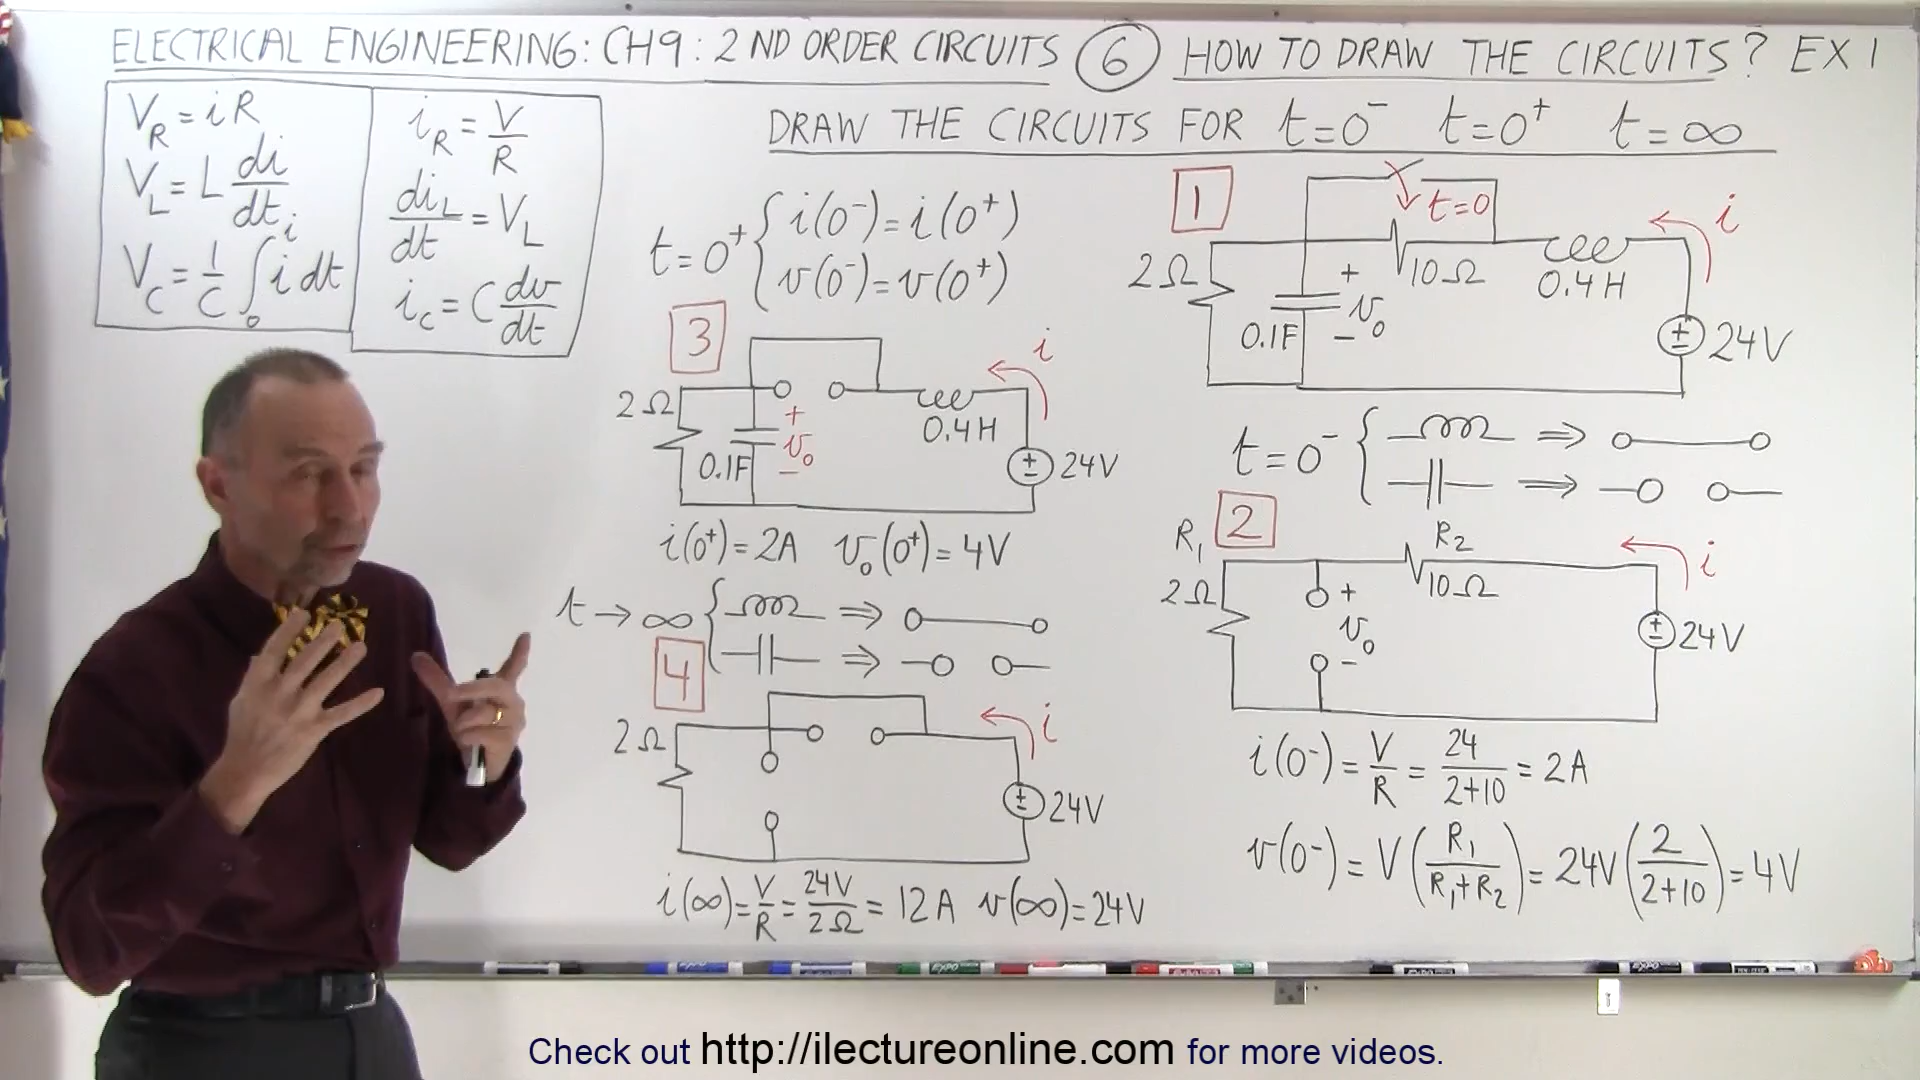 ELECTRICAL ENGINEERING: CH9: 2ND ORDER CIRCUITS 6 HOW TO DRAW THE CIRCUITS? EX 1
DRAW THE CIRCUITS FOR t=0⁻ t=0⁺ t=∞
V_R = iR
V_L = L di/dt
V_C = 1/C ∫₀ⁱ i dt
i_R = V/R
di_L/dt = V_L
i_C = C dv/dt
t=0⁺ { i(0⁻) = i(0⁺)
v(0⁻) = v(0⁺)
1
t=0
i
2Ω
10Ω
0.4H
0.1F
+ v₀ −
± 24V
t=0⁻ { ⇒
⇒
2
R₁
2Ω
R₂
10Ω
i
+ v₀ −
± 24V
i(0⁻) = V/R = 24/(2+10) = 2A
v(0⁻) = V(R₁/(R₁+R₂)) = 24V(2/(2+10)) = 4V
3
i
2Ω
0.4H
0.1F
+ v₀ −
± 24V
i(0⁺) = 2A v₀(0⁺) = 4V
t→∞ { ⇒
⇒
4
2Ω
i
± 24V
i(∞) = V/R = 24V/2Ω = 12A v(∞) = 24V
EXPO
Check out http://ilectureonline.com for more videos.